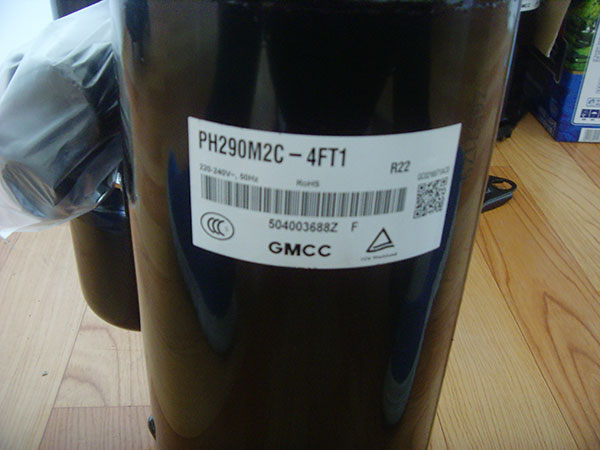 PH290M2C-4FT1
R22
220-240V~, 50Hz RoHS
504003688Z F
GMCC